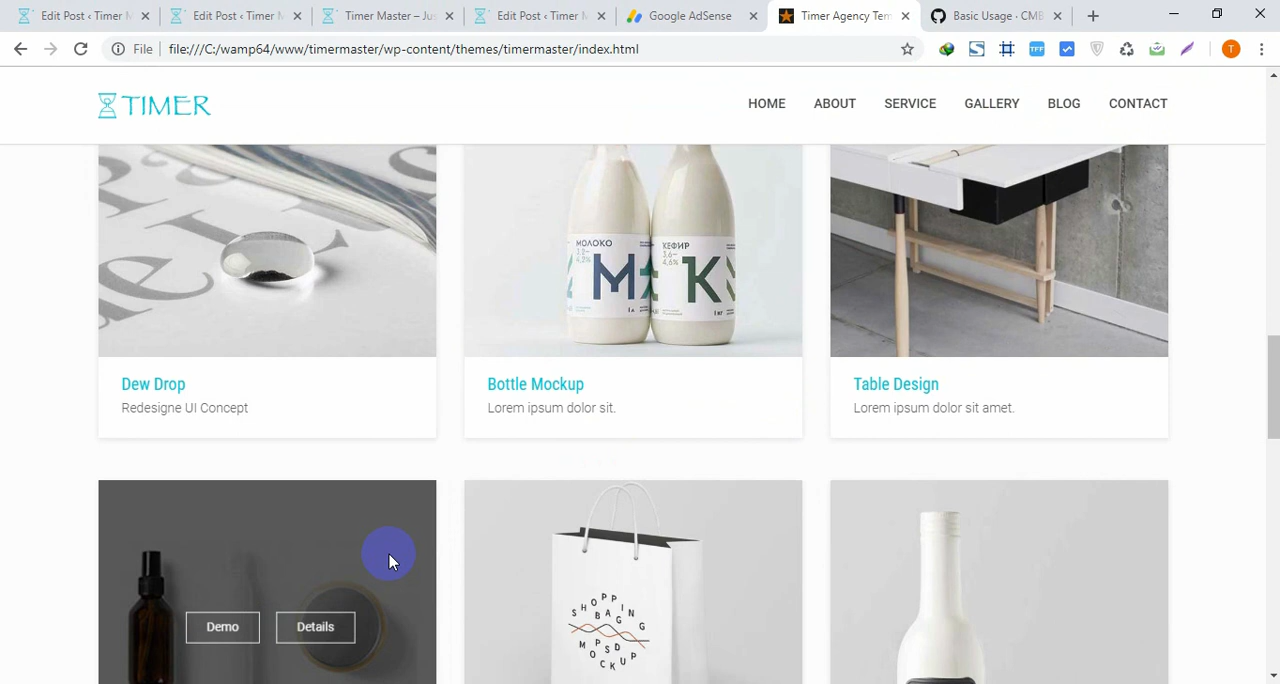 Edit Post ‹ Timer M
Edit Post ‹ Timer M
Timer Master – Jus
Edit Post ‹ Timer M
Google AdSense
Timer Agency Tem
Basic Usage · CMB
File
file:///C:/wamp64/www/timermaster/wp-content/themes/timermaster/index.html
TFF
T
TIMER
HOME
ABOUT
SERVICE
GALLERY
BLOG
CONTACT
МОЛОКО
КЕФИР
Dew Drop
Redesigne UI Concept
Bottle Mockup
Lorem ipsum dolor sit.
Table Design
Lorem ipsum dolor sit amet.
Demo
Details
SHOPPING
BAG
MPSD
MOCKUP